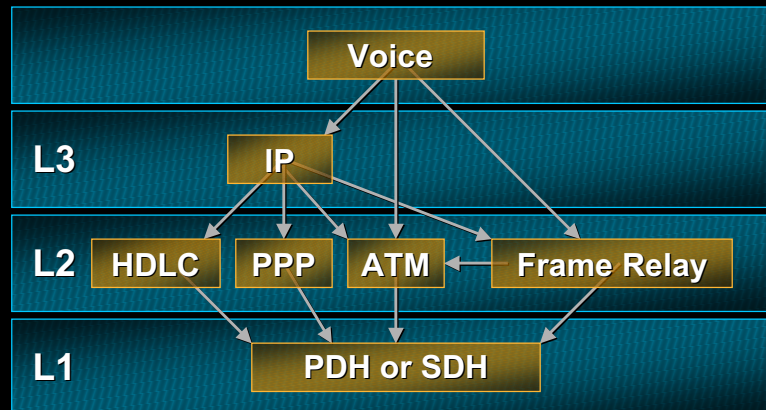 Voice
L3
IP
L2
HDLC
PPP
ATM
Frame Relay
L1
PDH or SDH